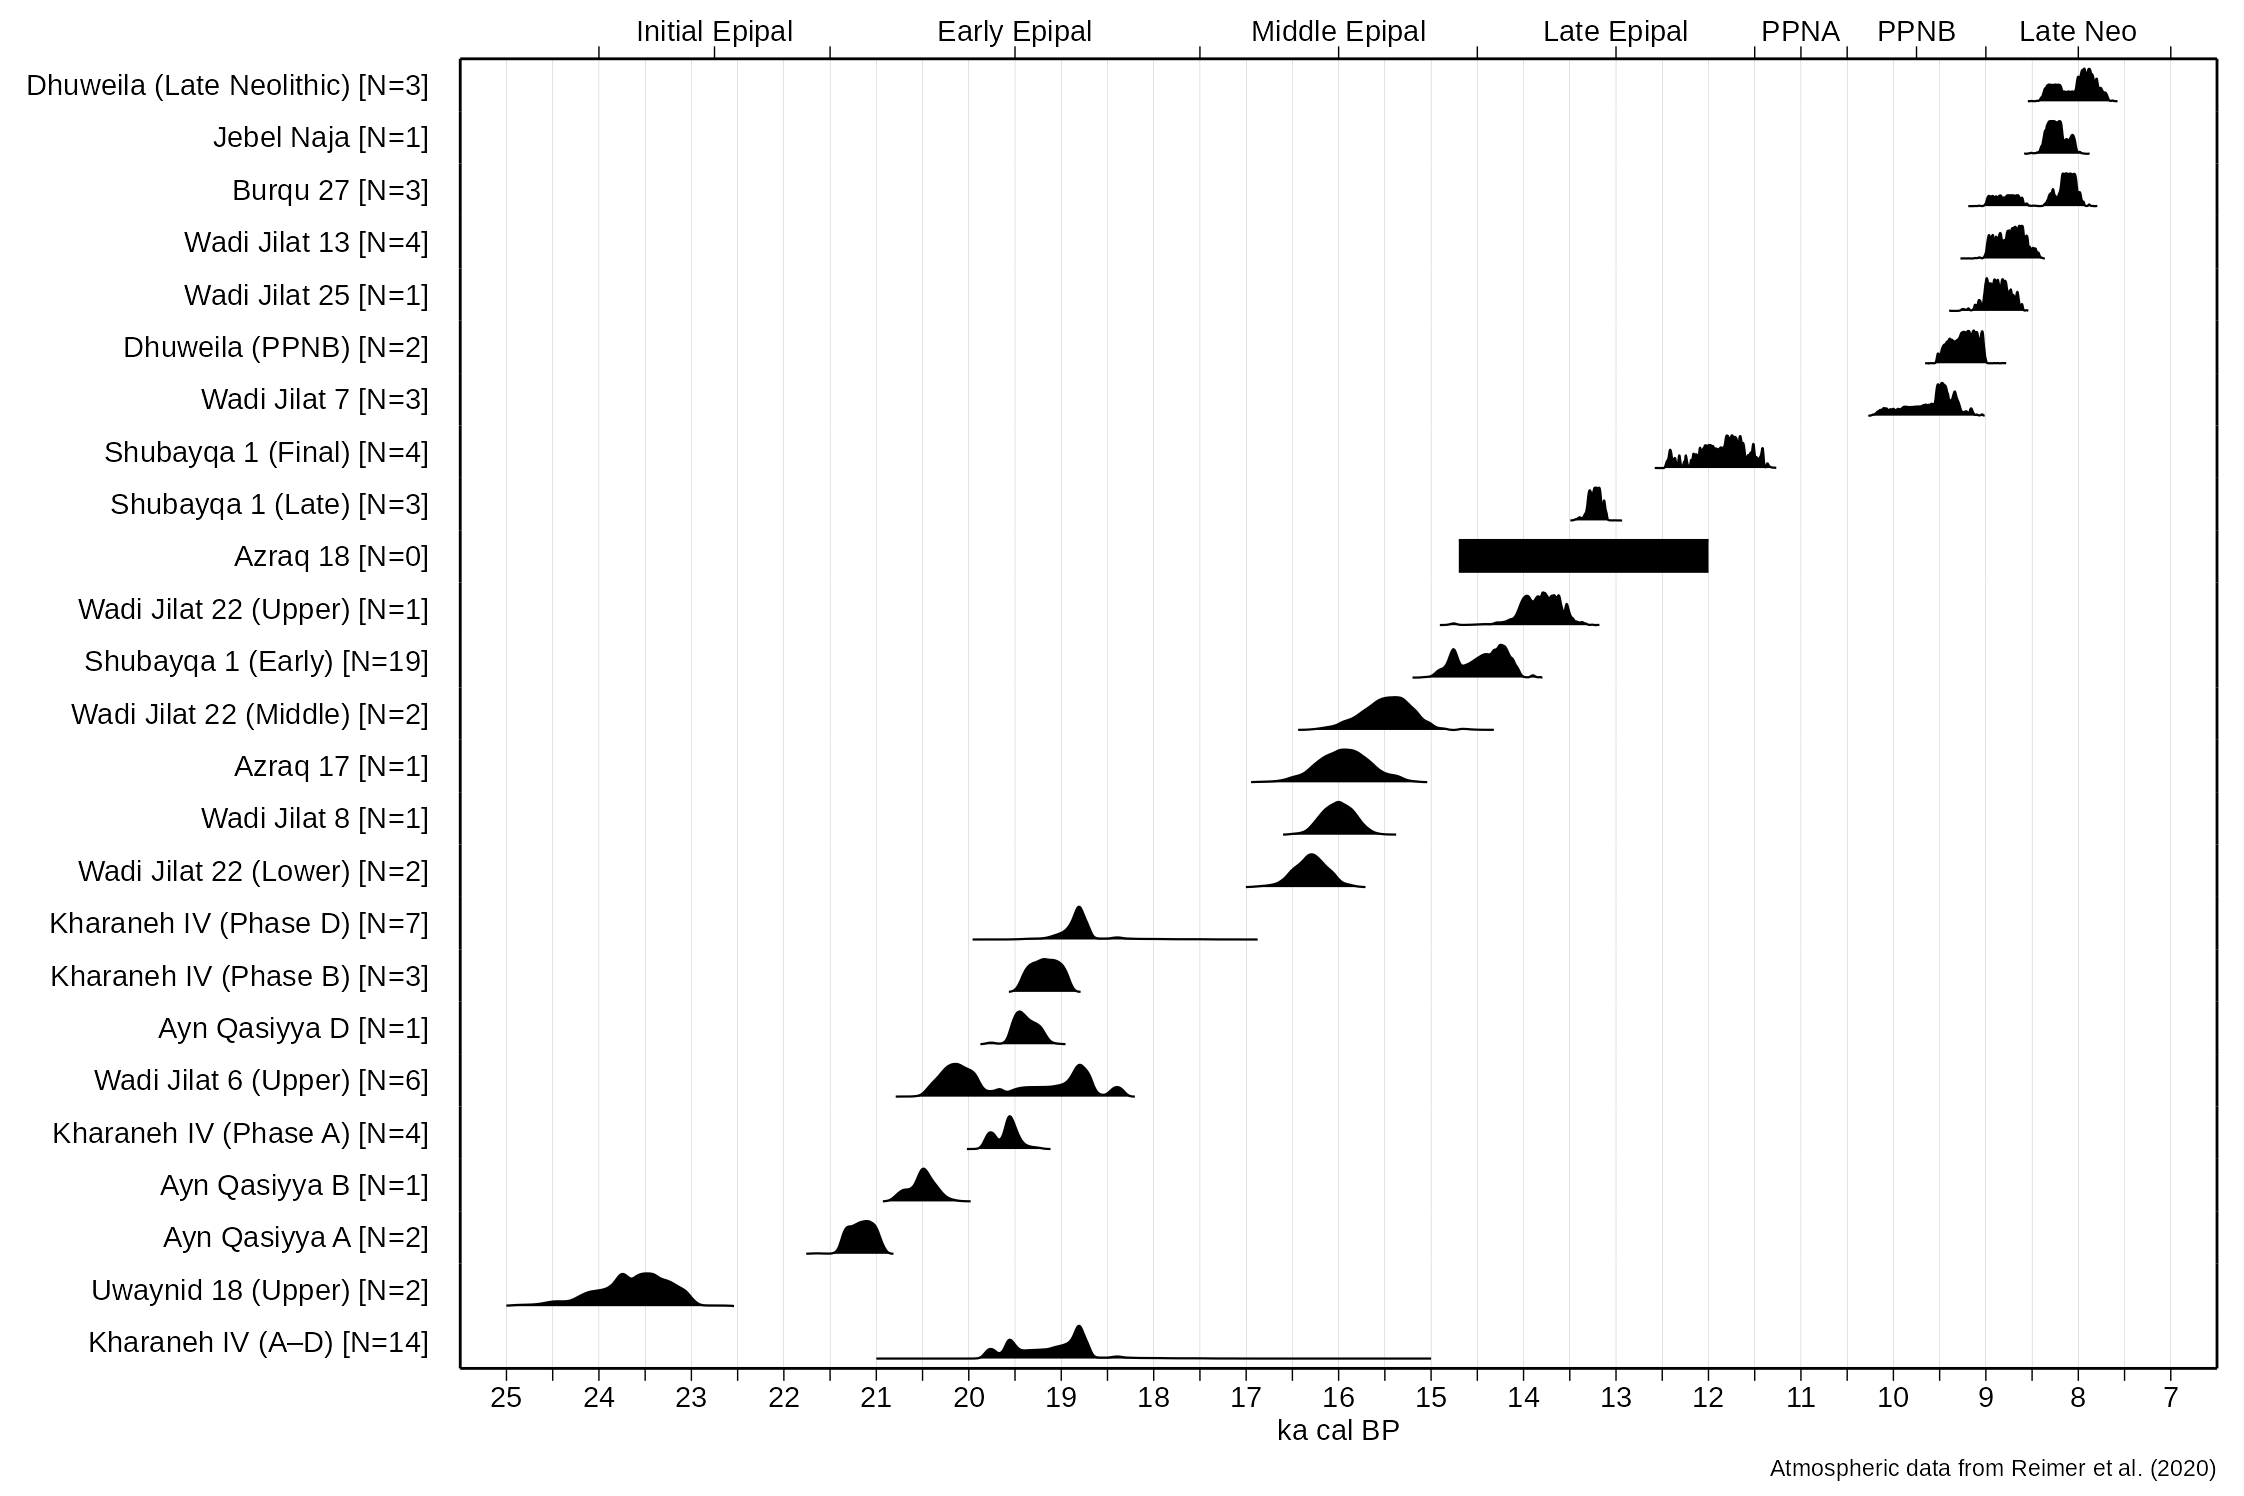 Initial Epipal Early Epipal Middle Epipal Late Epipal PPNA PPNB Late Neo
Dhuweila (Late Neolithic) [N=3]
Jebel Naja [N=1]
Burqu 27 [N=3]
Wadi Jilat 13 [N=4]
Wadi Jilat 25 [N=1]
Dhuweila (PPNB) [N=2]
Wadi Jilat 7 [N=3]
Shubayqa 1 (Final) [N=4]
Shubayqa 1 (Late) [N=3]
Azraq 18 [N=0]
Wadi Jilat 22 (Upper) [N=1]
Shubayqa 1 (Early) [N=19]
Wadi Jilat 22 (Middle) [N=2]
Azraq 17 [N=1]
Wadi Jilat 8 [N=1]
Wadi Jilat 22 (Lower) [N=2]
Kharaneh IV (Phase D) [N=7]
Kharaneh IV (Phase B) [N=3]
Ayn Qasiyya D [N=1]
Wadi Jilat 6 (Upper) [N=6]
Kharaneh IV (Phase A) [N=4]
Ayn Qasiyya B [N=1]
Ayn Qasiyya A [N=2]
Uwaynid 18 (Upper) [N=2]
Kharaneh IV (A–D) [N=14]
25 24 23 22 21 20 19 18 17 16 15 14 13 12 11 10 9 8 7
ka cal BP
Atmospheric data from Reimer et al. (2020)